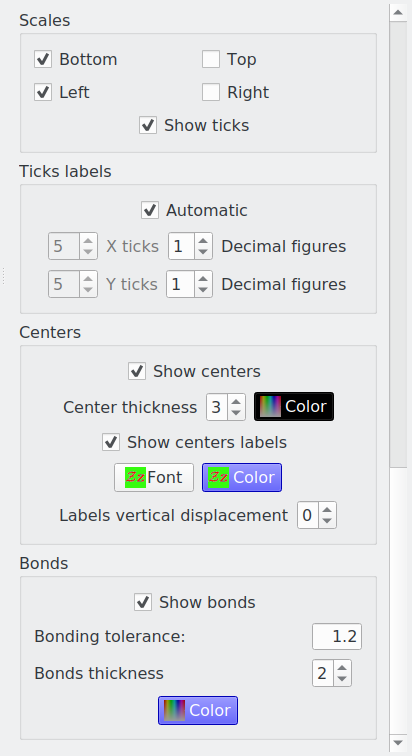 Scales
Bottom Top
Left Right
Show ticks
Ticks labels
Automatic
5 X ticks 1 Decimal figures
5 Y ticks 1 Decimal figures
Centers
Show centers
Center thickness 3 Color
Show centers labels
Zz Font Zz Color
Labels vertical displacement 0
Bonds
Show bonds
Bonding tolerance: 1.2
Bonds thickness 2
Color